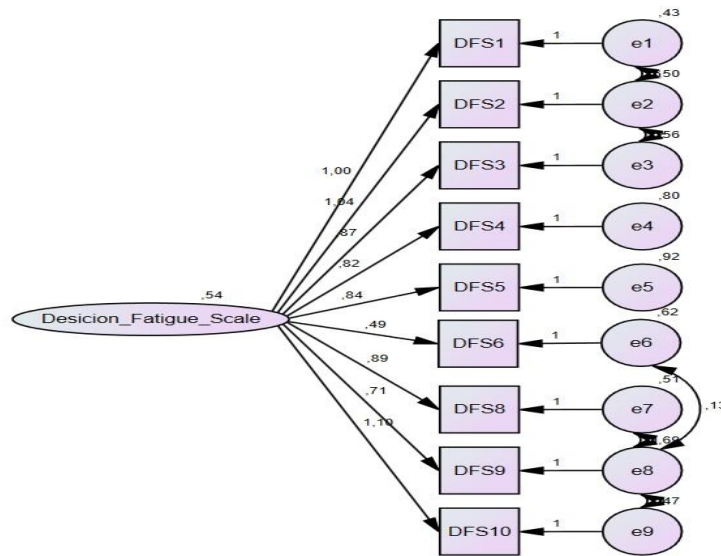 ,43
DFS1
1
e1
,50
DFS2
1
e2
,56
DFS3
1
e3
1,00
1,04
,87
,80
DFS4
1
e4
,82
,92
,54
,84
DFS5
1
e5
Desicion_Fatigue_Scale
,49
,62
DFS6
1
e6
,89
,51
,71
DFS8
1
e7
,13
1,10
,69
DFS9
1
e8
,47
DFS10
1
e9